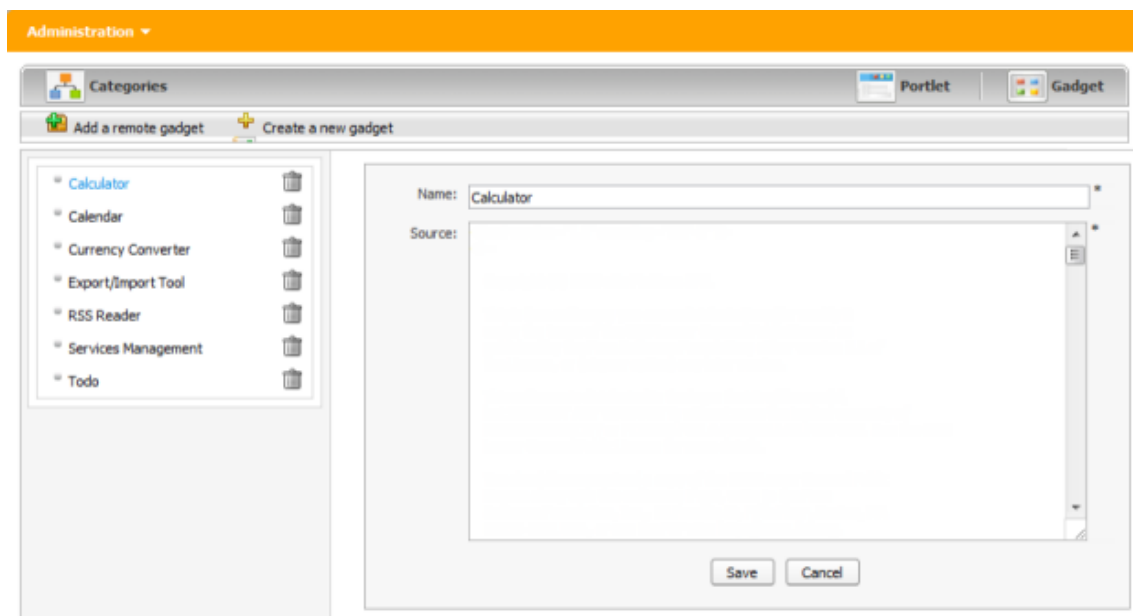 Administration
Categories Portlet Gadget
Add a remote gadget Create a new gadget
Calculator
Calendar
Currency Converter
Export/Import Tool
RSS Reader
Services Management
Todo
Name: Calculator *
Source: *
Save Cancel